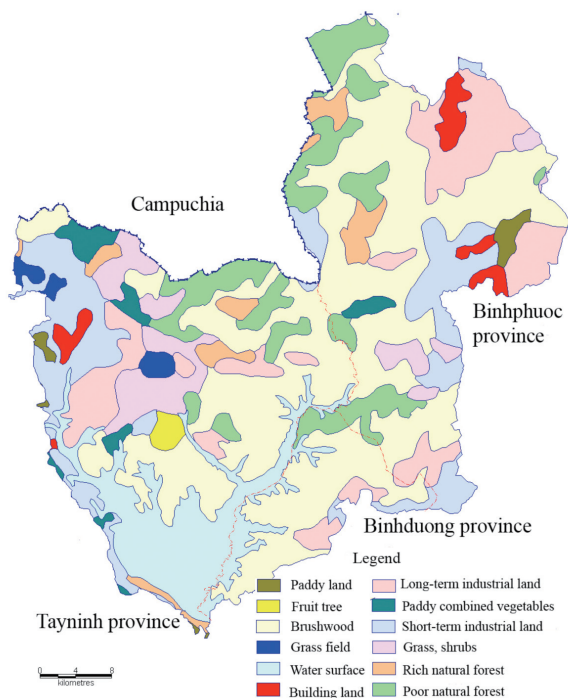 Campuchia
Binhphuoc
province
Binhduong province
Tayninh province
Legend
Paddy land
Fruit tree
Brushwood
Grass field
Water surface
Building land
Long-term industrial land
Paddy combined vegetables
Short-term industrial land
Grass, shrubs
Rich natural forest
Poor natural forest
0 4 8
kilometres